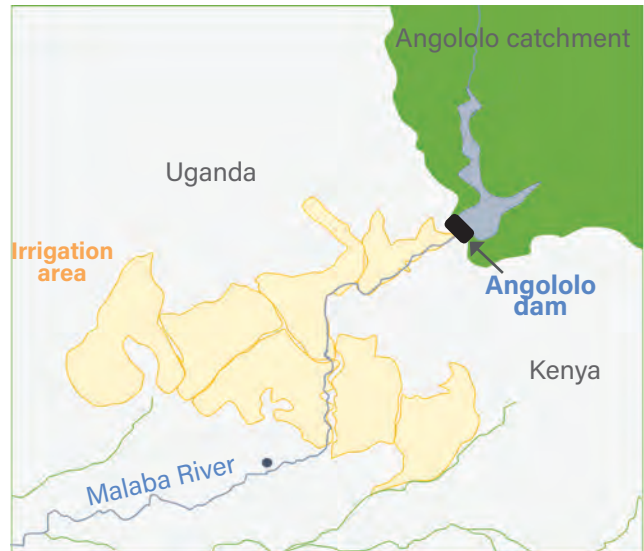 Angololo catchment
Uganda
Irrigation
area
Angololo
dam
Kenya
Malaba River